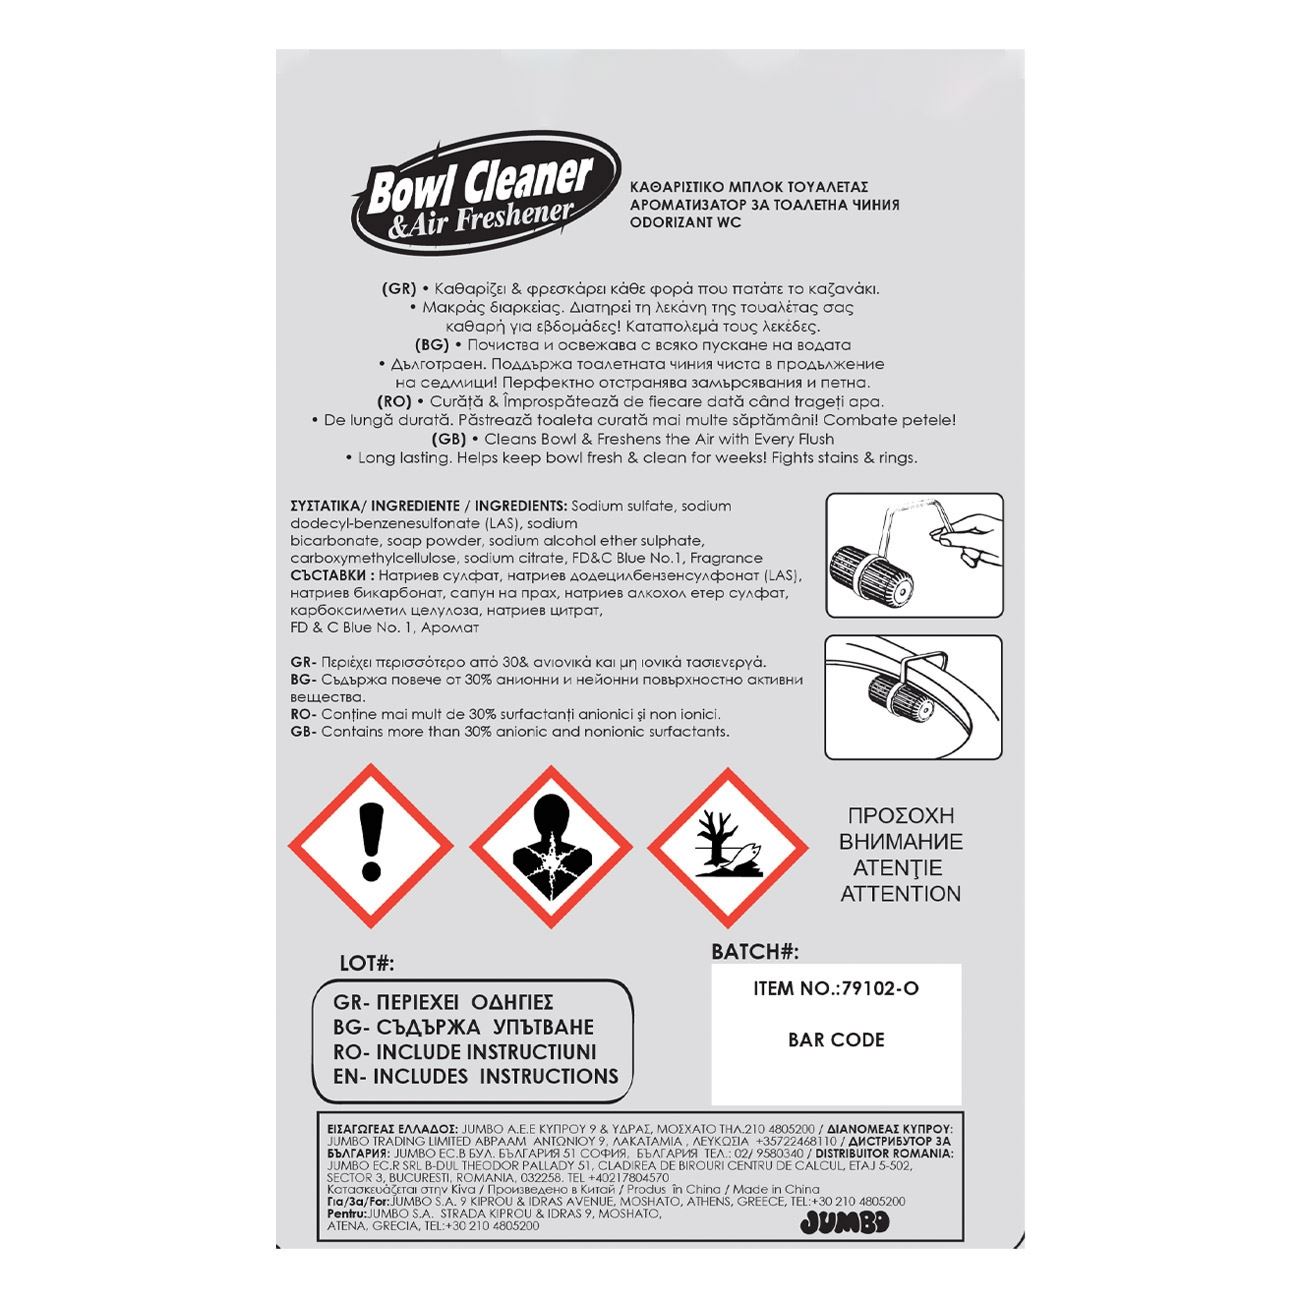 Bowl Cleaner
& Air Freshener
ΚΑΘΑΡΙΣΤΙΚΟ ΜΠΛΟΚ ΤΟΥΑΛΕΤΑΣ
АРОМАТИЗАТОР ЗА ТОАЛЕТНА ЧИНИЯ
ODORIZANT WC
(GR) • Καθαρίζει & φρεσκάρει κάθε φορά που πατάτε το καζανάκι.
• Μακράς διαρκείας. Διατηρεί τη λεκάνη της τουαλέτας σας
καθαρή για εβδομάδες! Καταπολεμά τους λεκέδες.
(BG) • Почиства и освежава с всяко пускане на водата
• Дълготраен. Поддържа тоалетната чиния чиста в продължение
на седмици! Перфектно отстранява замърсявания и петна.
(RO) • Curăță & Împrospătează de fiecare dată când trageți apa.
• De lungă durată. Păstrează toaleta curată mai multe săptămâni! Combate petele!
(GB) • Cleans Bowl & Freshens the Air with Every Flush
• Long lasting. Helps keep bowl fresh & clean for weeks! Fights stains & rings.
ΣΥΣΤΑΤΙΚΑ/ INGREDIENTE / INGREDIENTS: Sodium sulfate, sodium
dodecyl-benzenesulfonate (LAS), sodium
bicarbonate, soap powder, sodium alcohol ether sulphate,
carboxymethylcellulose, sodium citrate, FD&C Blue No.1, Fragrance
СЪСТАВКИ : Натриев сулфат, натриев додецилбензенсулфонат (LAS),
натриев бикарбонат, сапун на прах, натриев алкохол етер сулфат,
карбоксиметил целулоза, натриев цитрат,
FD & C Blue No. 1, Аромат
GR- Περιέχει περισσότερο από 30& ανιονικά και μη ιονικά τασιενεργά.
BG- Съдържа повече от 30% анионни и нейонни повърхностно активни
вещества.
RO- Conține mai mult de 30% surfactanți anionici și non ionici.
GB- Contains more than 30% anionic and nonionic surfactants.
ΠΡΟΣΟΧΗ
ВНИМАНИЕ
ATENŢIE
ATTENTION
LOT#:
BATCH#:
ITEM NO.:79102-O
BAR CODE
GR- ΠΕΡΙΕΧΕΙ ΟΔΗΓΙΕΣ
BG- СЪДЪРЖА УПЪТВАНЕ
RO- INCLUDE INSTRUCTIUNI
EN- INCLUDES INSTRUCTIONS
ΕΙΣΑΓΩΓΕΑΣ ΕΛΛΑΔΟΣ: JUMBO A.E.E ΚΥΠΡΟΥ 9 & ΥΔΡΑΣ, ΜΟΣΧΑΤΟ ΤΗΛ.210 4805200 / ΔΙΑΝΟΜΕΑΣ ΚΥΠΡΟΥ:
JUMBO TRADING LIMITED ΑΒΡΑΑΜ ΑΝΤΩΝΙΟΥ 9, ΛΑΚΑΤΑΜΙΑ , ΛΕΥΚΩΣΙΑ +35722468110 / ДИСТРИБУТОР ЗА
БЪЛГАРИЯ: JUMBO EC.B БУЛ. БЪЛГАРИЯ 51 СОФИЯ, БЪЛГАРИЯ ТЕЛ.: 02/ 9580340 / DISTRIBUITOR ROMANIA:
JUMBO EC.R SRL B-DUL THEODOR PALLADY 51, CLADIREA DE BIROURI CENTRU DE CALCUL, ETAJ 5-502,
SECTOR 3, BUCURESTI, ROMANIA, 032258. TEL +40217804570
Κατασκευάζεται στην Κίνα / Произведено в Китай / Produs în China / Made in China
Για/За/For:JUMBO S.A. 9 KIPROU & IDRAS AVENUE, MOSHATO, ATHENS, GREECE, TEL:+30 210 4805200
Pentru:JUMBO S.A. STRADA KIPROU & IDRAS 9, MOSHATO,
ATENA, GRECIA, TEL:+30 210 4805200
JUMBO